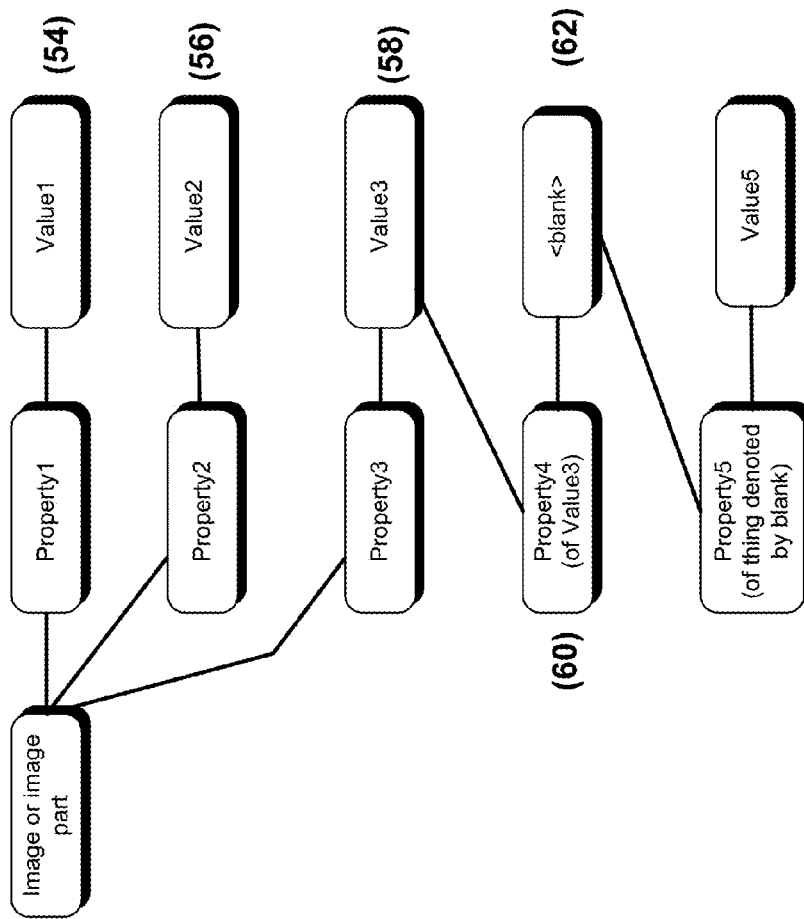 Image or image
part
Property1
Value1
(54)
Property2
Value2
(56)
Property3
Value3
(58)
(60)
Property4
(of Value3)
<blank>
(62)
Property5
(of thing denoted
by blank)
Value5